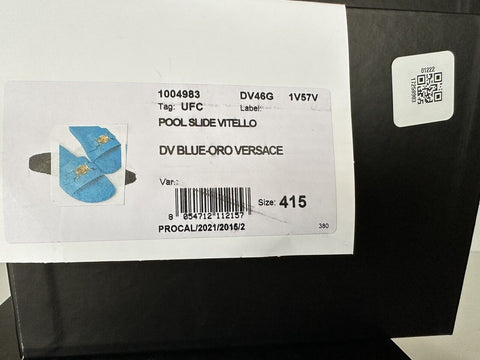 1004983 DV46G 1V57V
Tag: UFC Label:
POOL SLIDE VITELLO
DV BLUE-ORO VERSACE
Var.:
Size: 415
8 054712 112157
PROCAL/2021/2015/2
380
01222